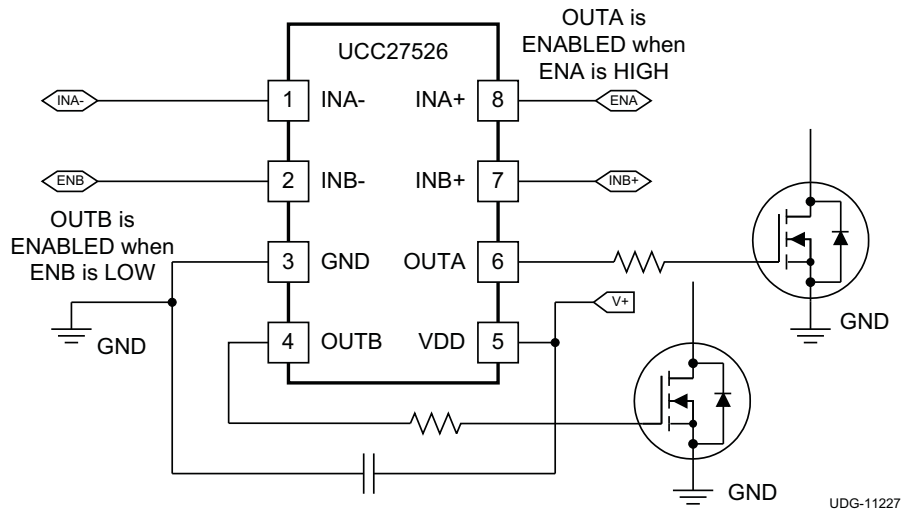 OUTA is
ENABLED when
ENA is HIGH
UCC27526
INA-
1
INA-
INA+
8
ENA
ENB
2
INB-
INB+
7
INB+
OUTB is
ENABLED when
ENB is LOW
3
GND
OUTA
6
GND
V+
GND
4
OUTB
VDD
5
GND
UDG-11227